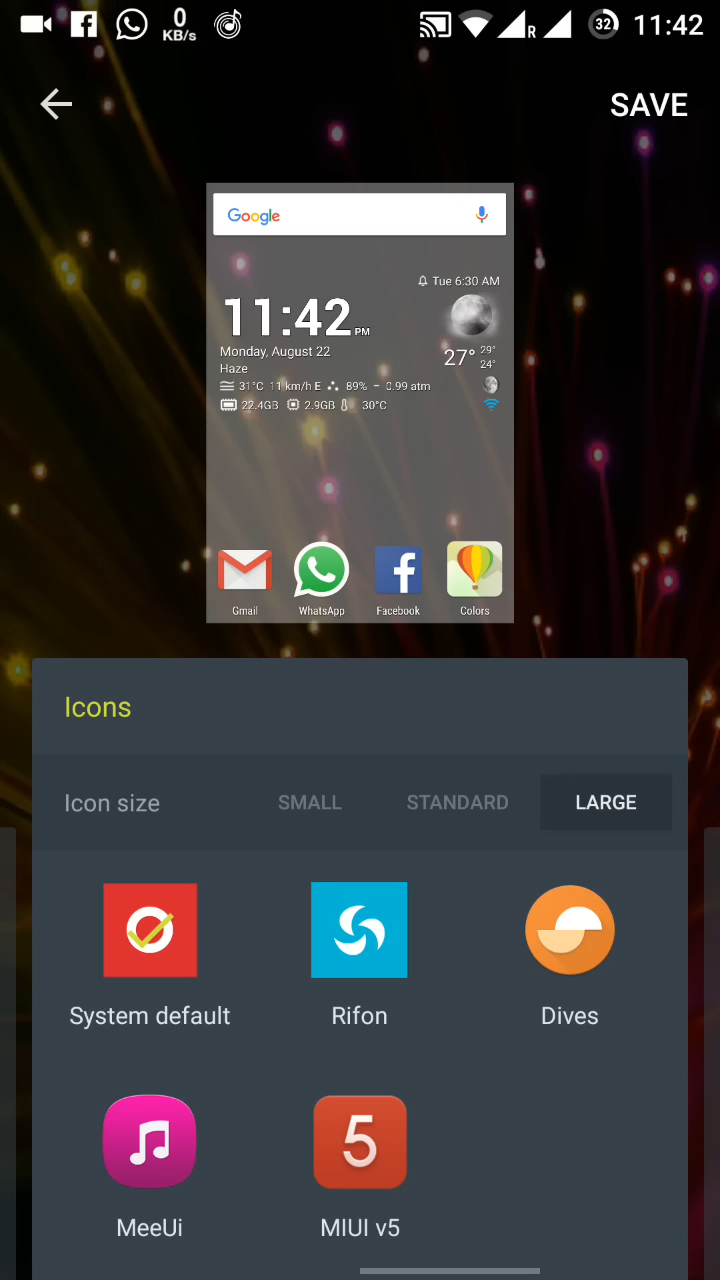 0
KB/s
R
32
11:42
SAVE
Google
Tue 6:30 AM
11:42 PM
Monday, August 22
Haze
27° 29°
24°
31°C 11 km/h E 89% - 0.99 atm
22.4GB 2.9GB 30°C
Gmail WhatsApp Facebook Colors
Icons
Icon size SMALL STANDARD LARGE
System default Rifon Dives
5
MeeUi MIUI v5